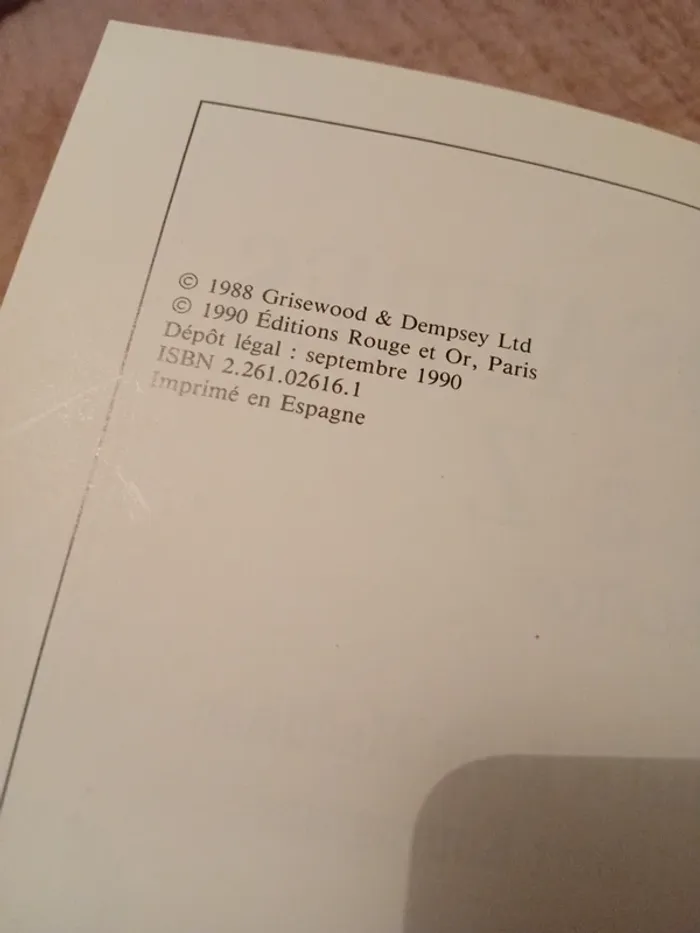 © 1988 Grisewood & Dempsey Ltd
© 1990 Éditions Rouge et Or, Paris
Dépôt légal : septembre 1990
ISBN 2.261.02616.1
Imprimé en Espagne